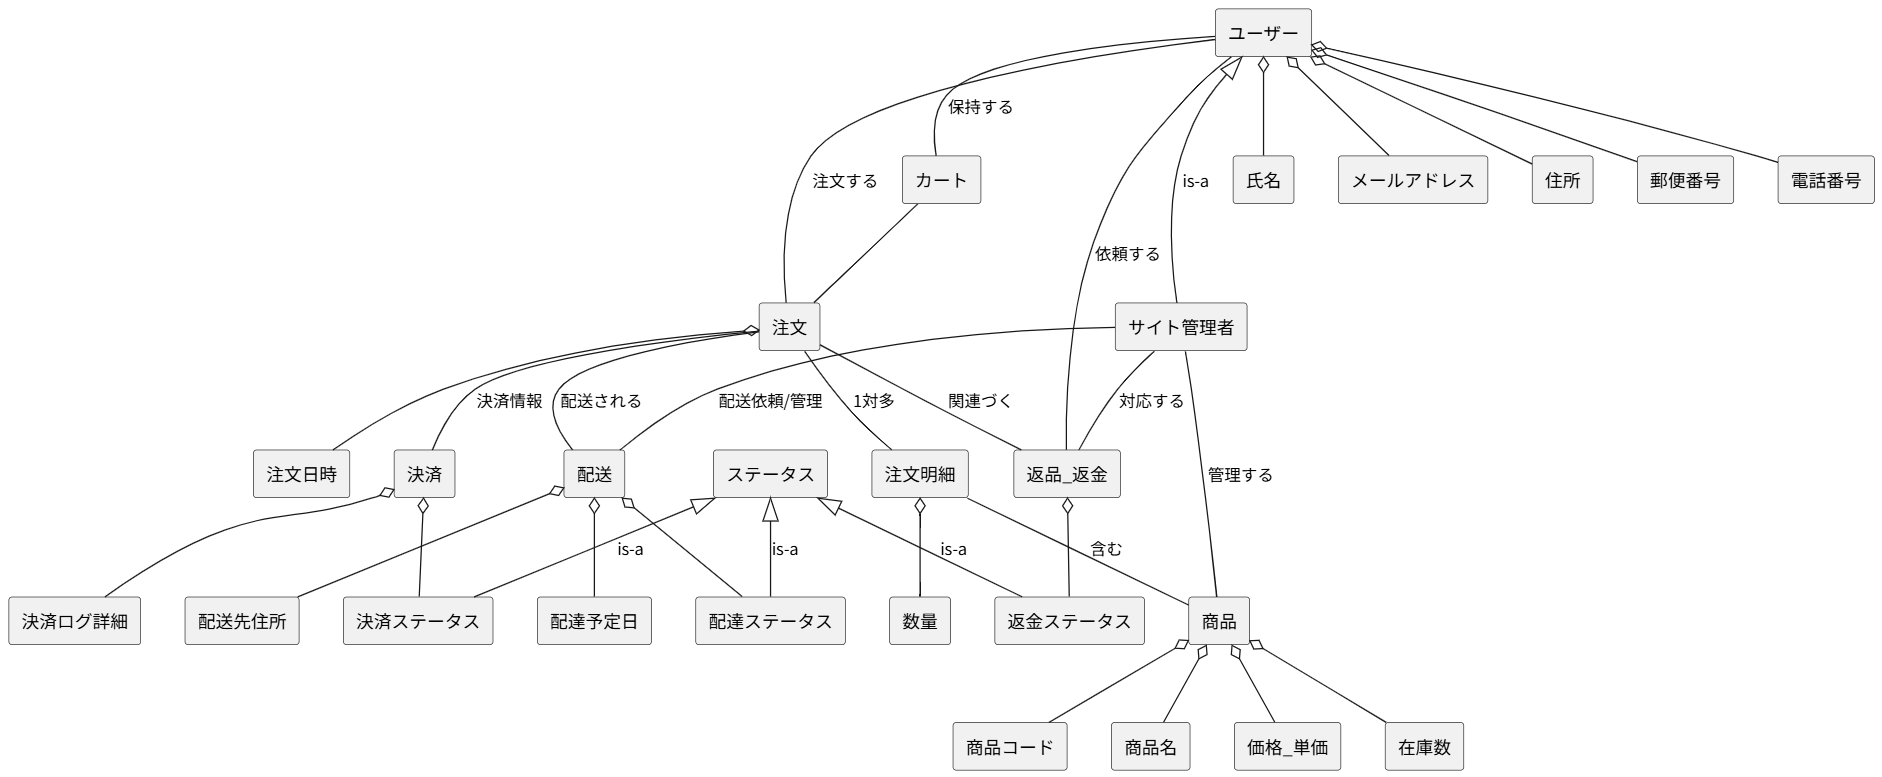 ユーザー
保持する
注文する
カート
is-a
氏名
メールアドレス
住所
郵便番号
電話番号
依頼する
注文
サイト管理者
決済情報
配送される
配送依頼/管理
1対多
関連づく
対応する
注文日時
決済
配送
ステータス
注文明細
返品_返金
管理する
is-a
is-a
is-a
含む
決済ログ詳細
配送先住所
決済ステータス
配達予定日
配達ステータス
数量
返金ステータス
商品
商品コード
商品名
価格_単価
在庫数